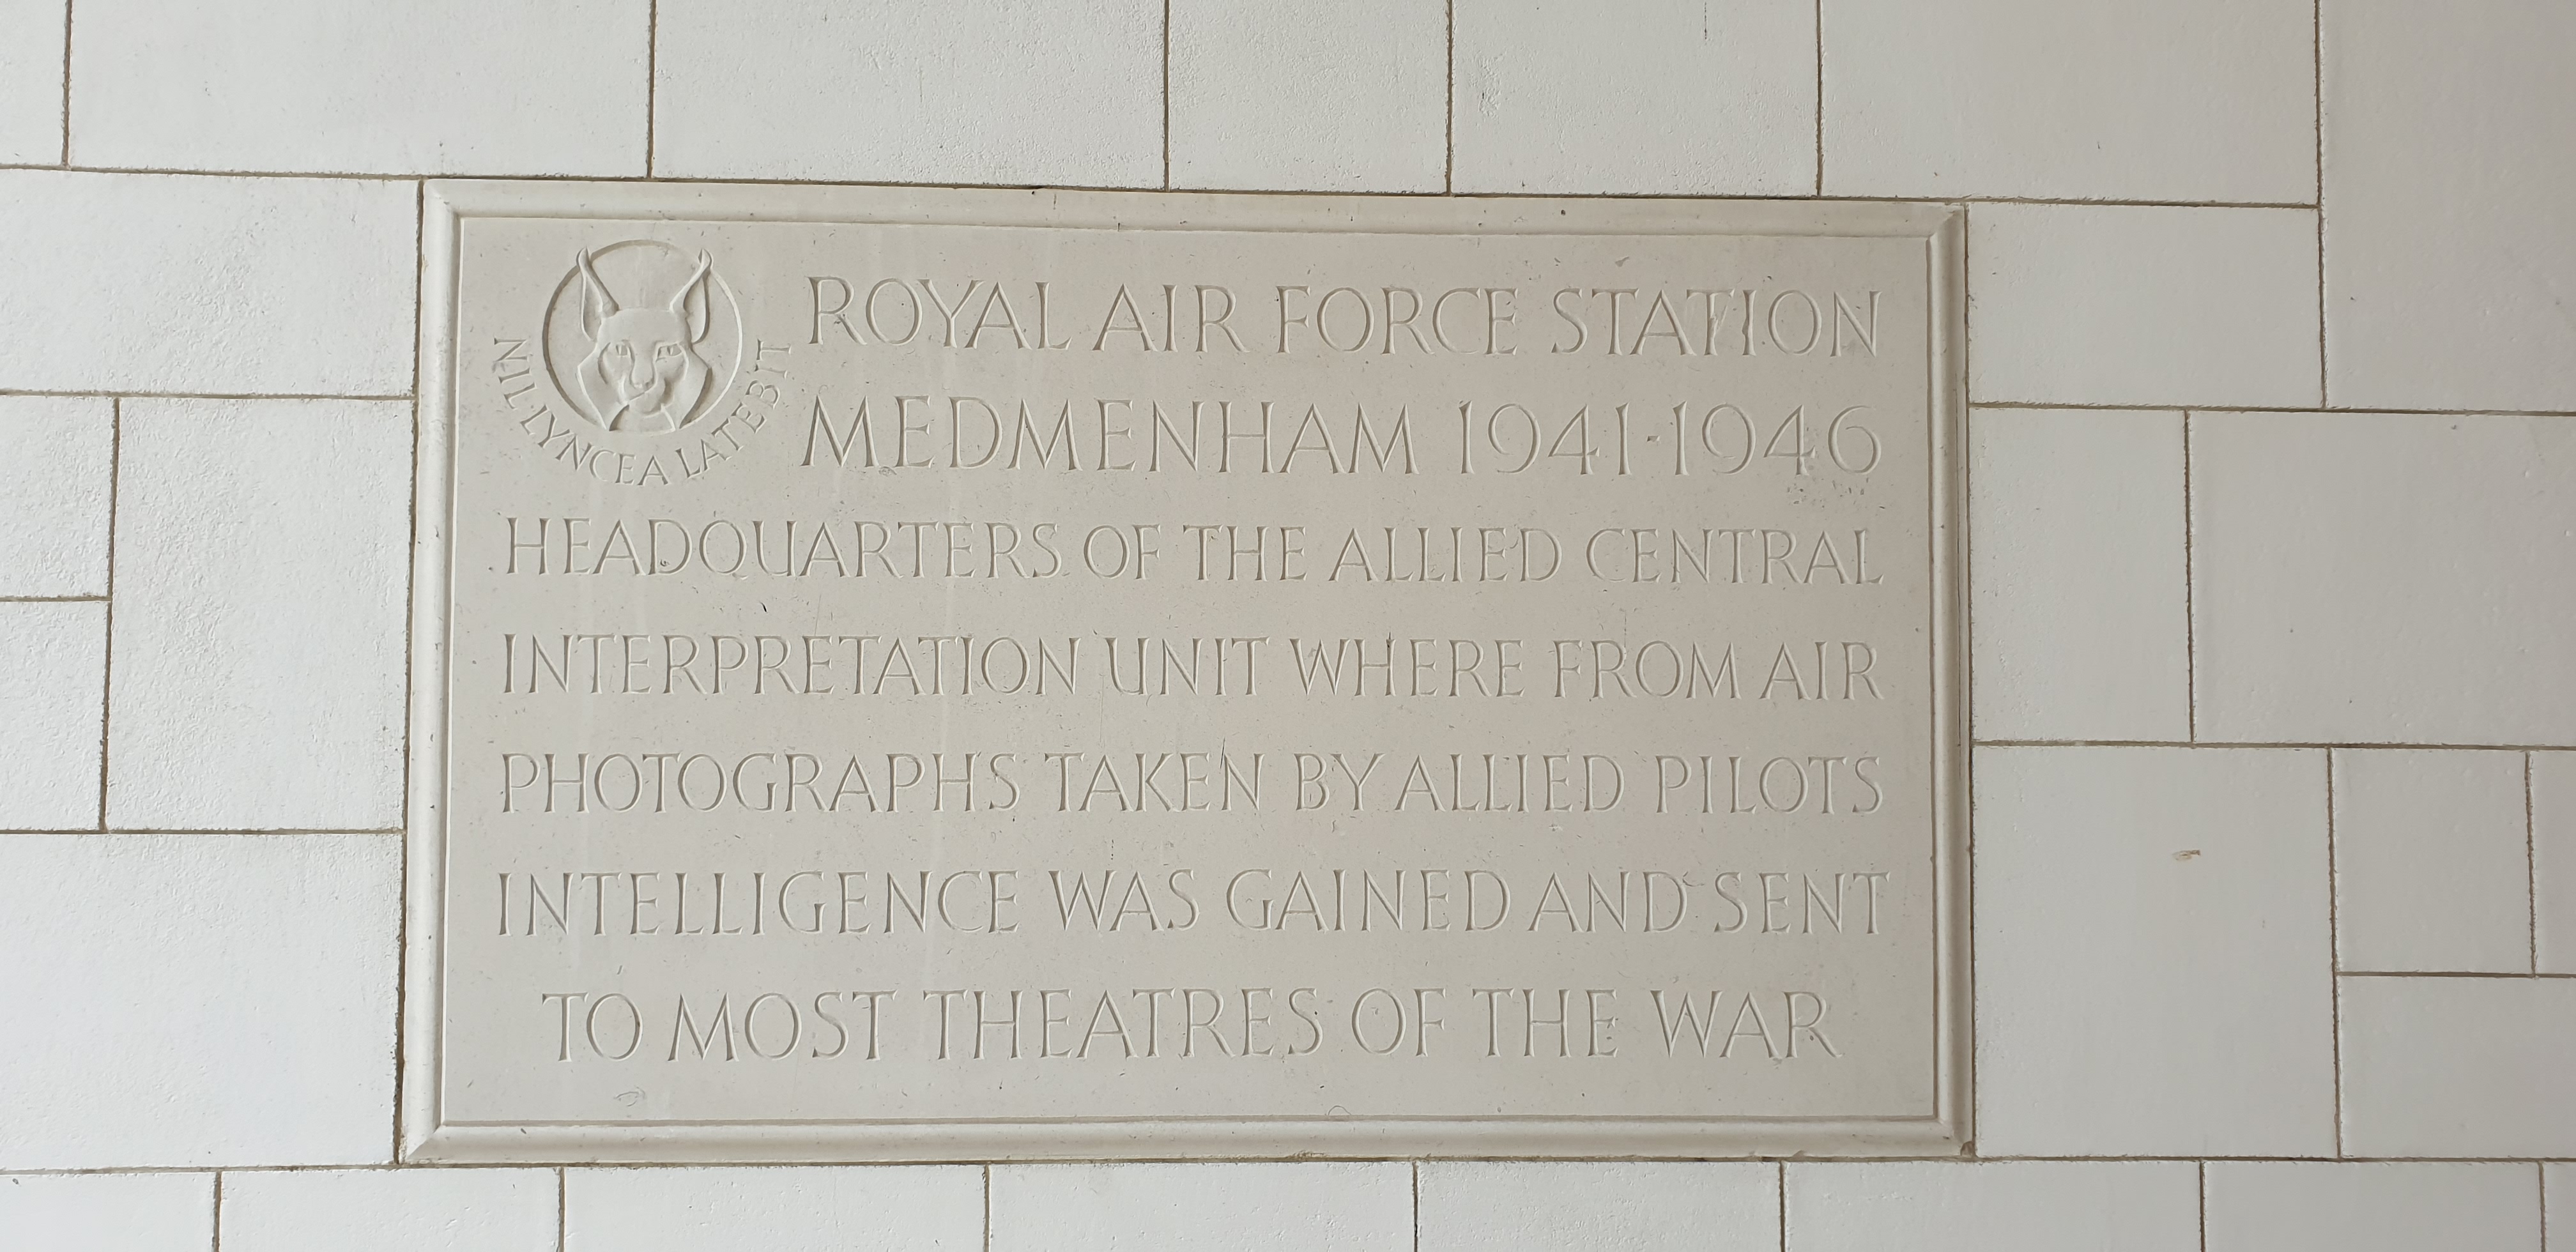 NIL LYNCEA LATEBIT
ROYAL AIR FORCE STATION
MEDMENHAM 1941·1946
HEADQUARTERS OF THE ALLIED CENTRAL
INTERPRETATION UNIT WHERE FROM AIR
PHOTOGRAPHS TAKEN BY ALLIED PILOTS
INTELLIGENCE WAS GAINED AND SENT
TO MOST THEATRES OF THE WAR